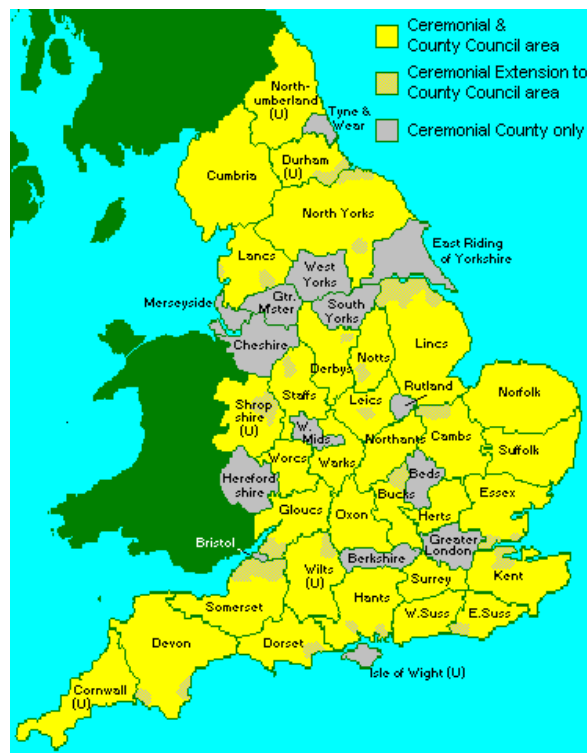 Ceremonial &
County Council area
Ceremonial Extension to
County Council area
Ceremonial County only
North-
umberland
(U)
Tyne &
Wear
Durham
(U)
Cumbria
North Yorks
East Riding
of Yorkshire
Lancs
West
Yorks
Merseyside
Gtr.
M'ster
South
Yorks
Cheshire
Lincs
Derbys
Notts
Staffs
Rutland
Norfolk
Shrop
shire
(U)
Leics
W.
Mids
Northants
Cambs
Suffolk
Worcs
Warks
Hereford
shire
Beds
Bucks
Essex
Gloucs
Oxon
Herts
Bristol
Greater
London
Berkshire
Wilts
(U)
Surrey
Kent
Somerset
Hants
W.Suss
E.Suss
Devon
Dorset
Isle of Wight (U)
Cornwall
(U)